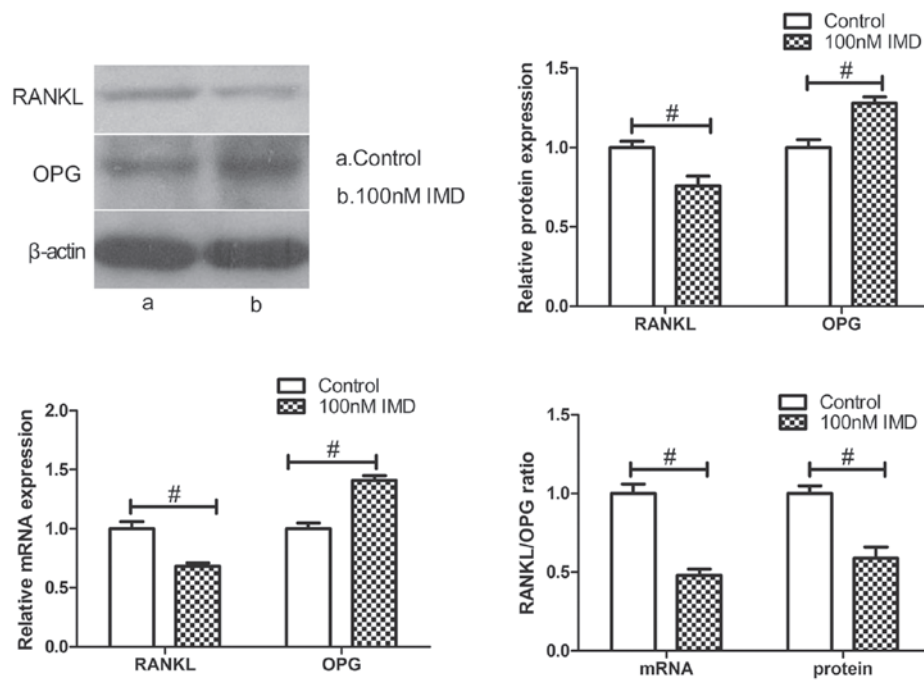 RANKL
OPG
β-actin
a
b
a.Control
b.100nM IMD
Control
100nM IMD
Relative protein expression
1.5
1.0
0.5
0.0
#
#
RANKL
OPG
Control
100nM IMD
Relative mRNA expression
2.0
1.5
1.0
0.5
0.0
#
#
RANKL
OPG
Control
100nM IMD
RANKL/OPG ratio
1.5
1.0
0.5
0.0
#
#
mRNA
protein